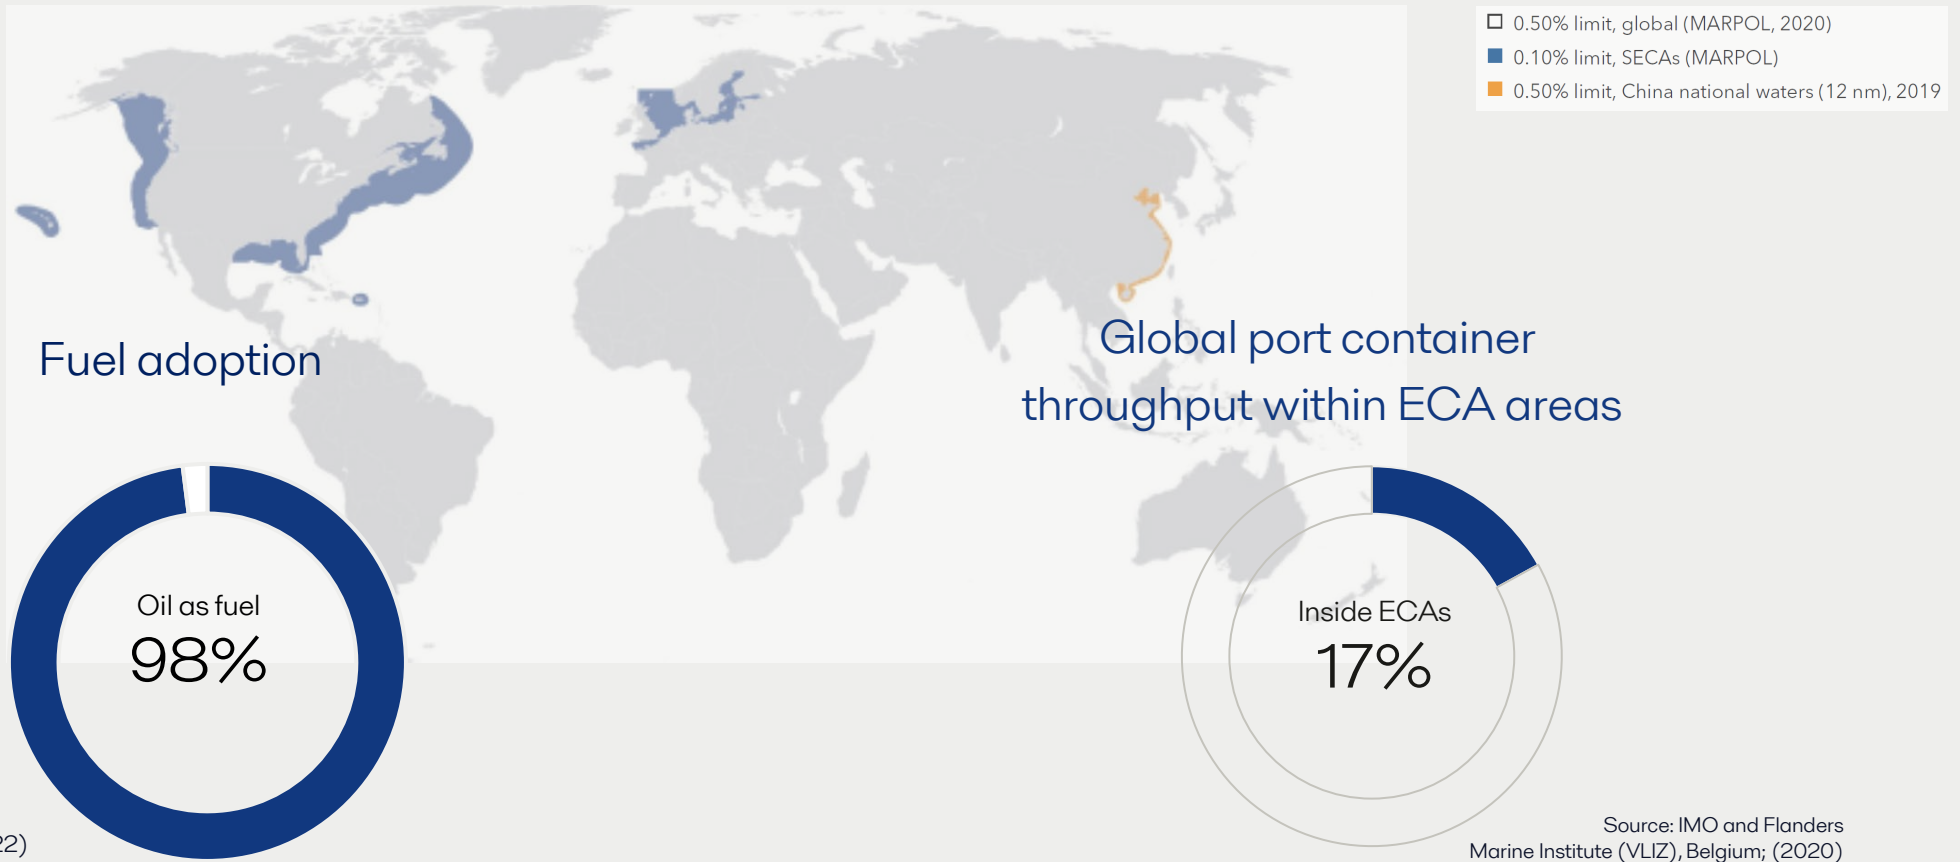 0.50% limit, global (MARPOL, 2020)
0.10% limit, SECAs (MARPOL)
0.50% limit, China national waters (12 nm), 2019
Fuel adoption
Global port container
throughput within ECA areas
Oil as fuel
98%
Inside ECAs
17%
22)
Source: IMO and Flanders
Marine Institute (VLIZ), Belgium; (2020)